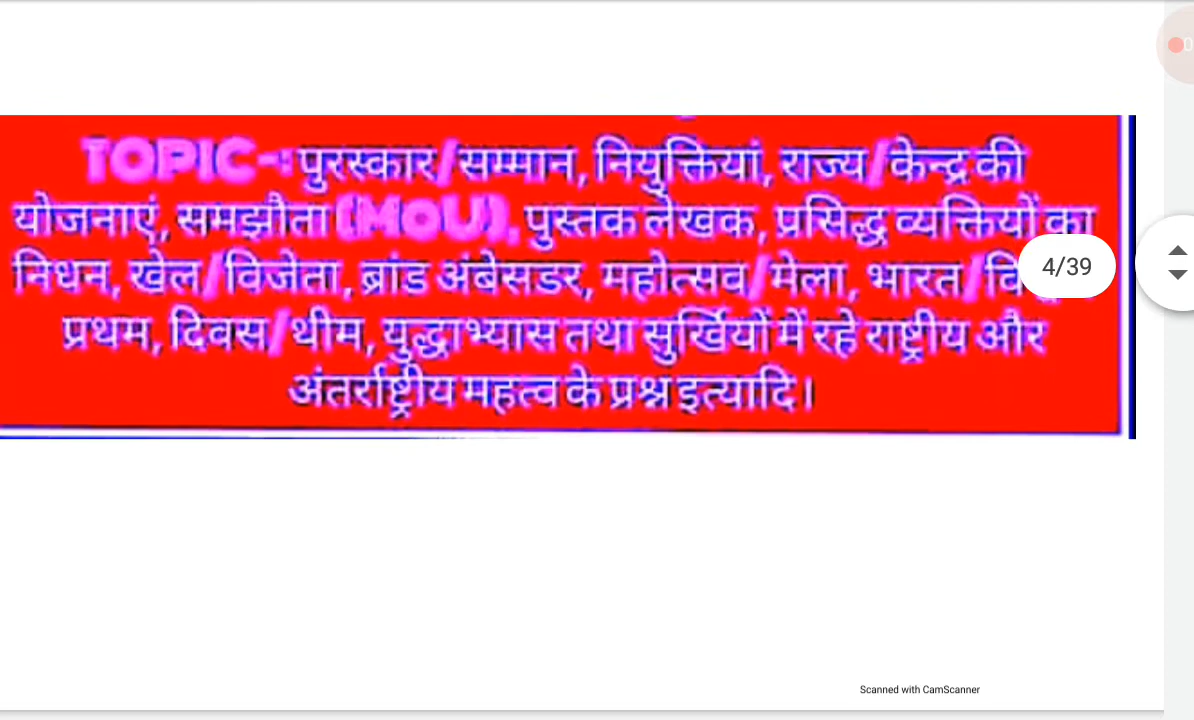 TOPIC-:पुरस्कार/सम्मान, नियुक्तियां, राज्य/केन्द्र की
योजनाएं, समझौता (MoU), पुस्तक लेखक, प्रसिद्ध व्यक्तियों का
निधन, खेल/विजेता, ब्रांड अंबेसडर, महोत्सव/मेला, भारत/वि
4/39
प्रथम, दिवस/थीम, युद्धाभ्यास तथा सुर्खियों में रहे राष्ट्रीय और
अंतर्राष्ट्रीय महत्व के प्रश्न इत्यादि।
Scanned with CamScanner